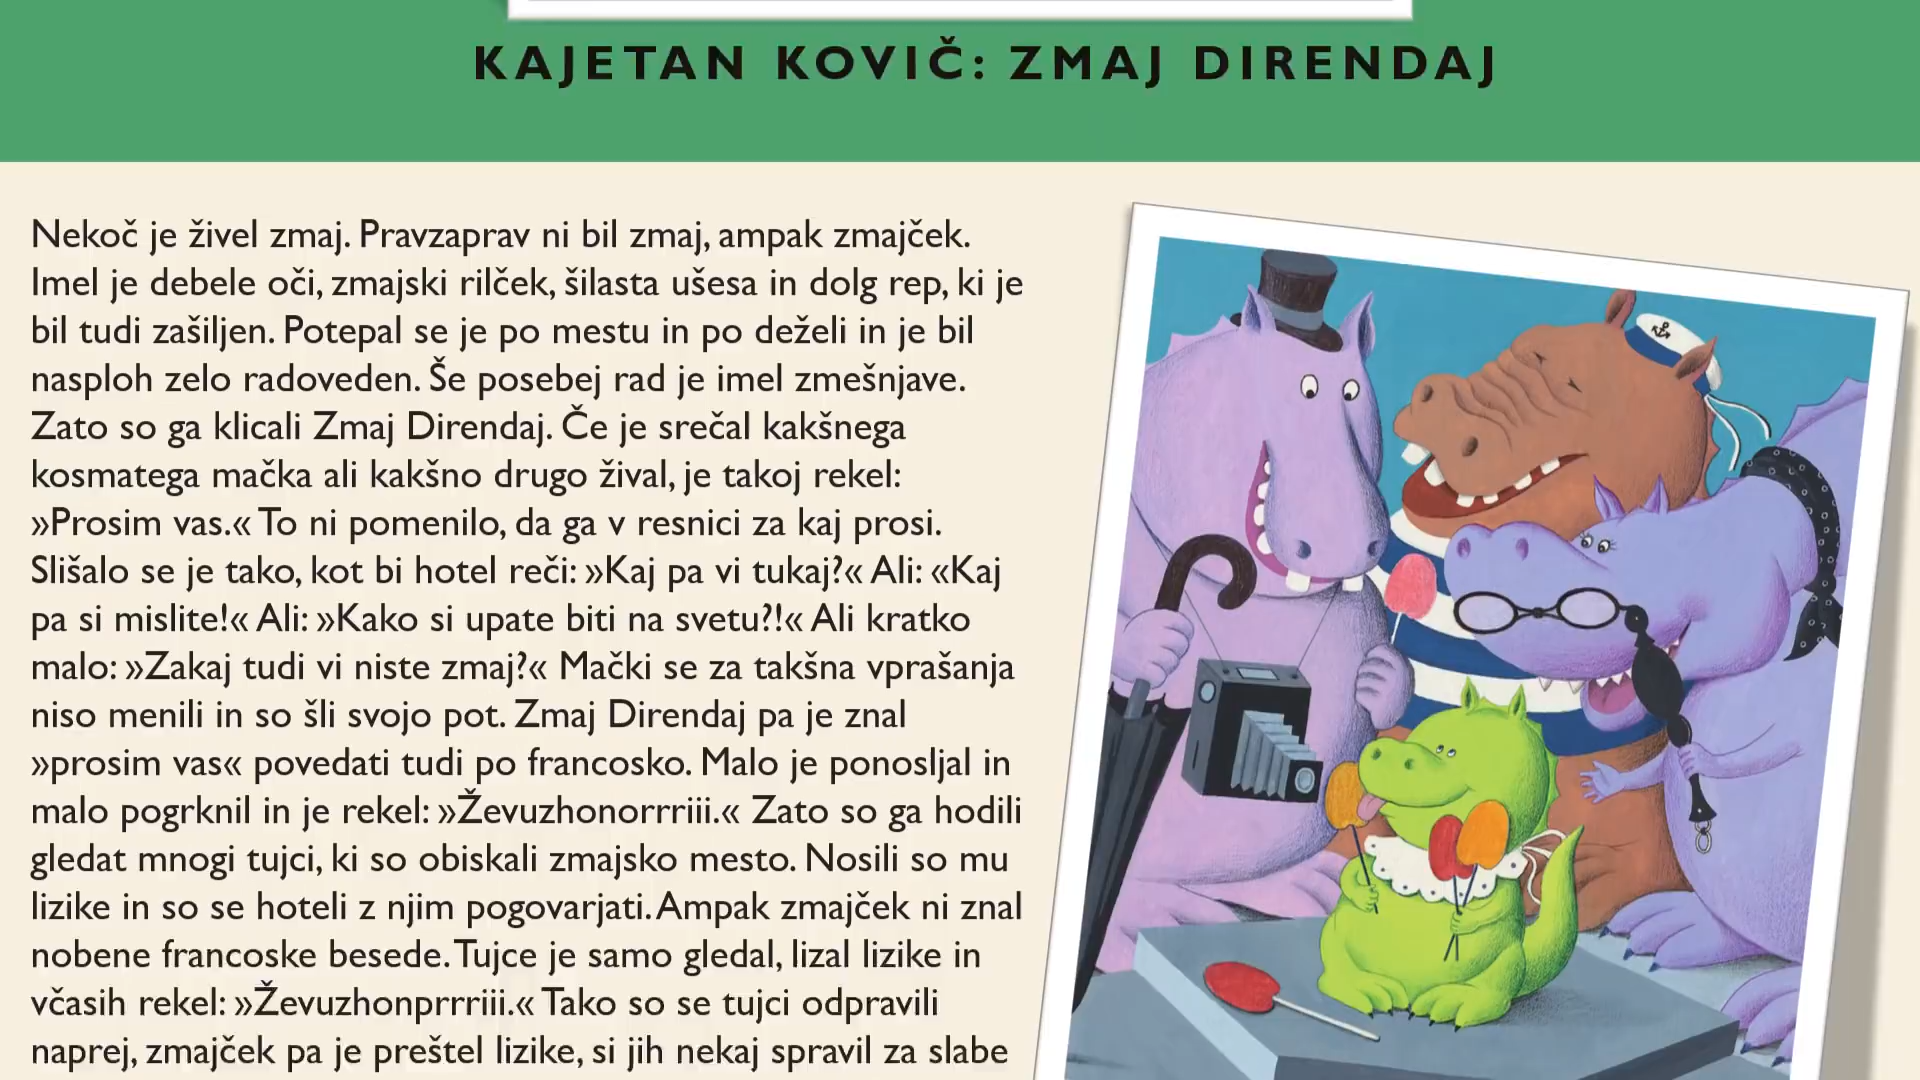 KAJETAN KOVIČ: ZMAJ DIRENDAJ
Nekoč je živel zmaj. Pravzaprav ni bil zmaj, ampak zmajček.
Imel je debele oči, zmajski rilček, šilasta ušesa in dolg rep, ki je
bil tudi zašiljen. Potepal se je po mestu in po deželi in je bil
nasploh zelo radoveden. Še posebej rad je imel zmešnjave.
Zato so ga klicali Zmaj Direndaj. Če je srečal kakšnega
kosmatega mačka ali kakšno drugo žival, je takoj rekel:
»Prosim vas.« To ni pomenilo, da ga v resnici za kaj prosi.
Slišalo se je tako, kot bi hotel reči: »Kaj pa vi tukaj?« Ali: «Kaj
pa si mislite!« Ali: »Kako si upate biti na svetu?!« Ali kratko
malo: »Zakaj tudi vi niste zmaj?« Mački se za takšna vprašanja
niso menili in so šli svojo pot. Zmaj Direndaj pa je znal
»prosim vas« povedati tudi po francosko. Malo je ponosljal in
malo pogrknil in je rekel: »Ževuzhonorrrriii.« Zato so ga hodili
gledat mnogi tujci, ki so obiskali zmajsko mesto. Nosili so mu
lizike in so se hoteli z njim pogovarjati. Ampak zmajček ni znal
nobene francoske besede. Tujce je samo gledal, lizal lizike in
včasih rekel: »Ževuzhonprrriii.« Tako so se tujci odpravili
naprej, zmajček pa je preštel lizike, si jih nekaj spravil za slabe